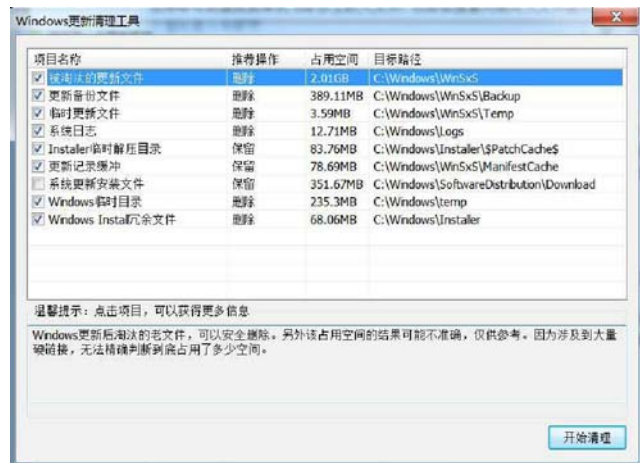 Windows更新清理工具
项目名称 推荐操作 占用空间 目标路径
被淘汰的更新文件 删除 2.01GB C:\Windows\WinSxS
更新备份文件 删除 389.11MB C:\Windows\WinSxS\Backup
临时更新文件 删除 3.59MB C:\Windows\WinSxS\Temp
系统日志 删除 12.71MB C:\Windows\Logs
Instaler临时解压目录 保留 83.76MB C:\Windows\Instaler\$PatchCache$
更新记录缓冲 保留 78.69MB C:\Windows\WinSxS\ManifestCache
系统更新安装文件 保留 351.67MB C:\Windows\SoftwareDistribution\Download
Windows临时目录 删除 235.3MB C:\Windows\temp
Windows Instal冗余文件 删除 68.06MB C:\Windows\Instaler
温馨提示：点击项目，可以获得更多信息
Windows更新后淘汰的老文件，可以安全删除。另外该占用空间的结果可能不准确，仅供参考。因为涉及到大量
硬链接，无法精确判断到底占用了多少空间。
开始清理